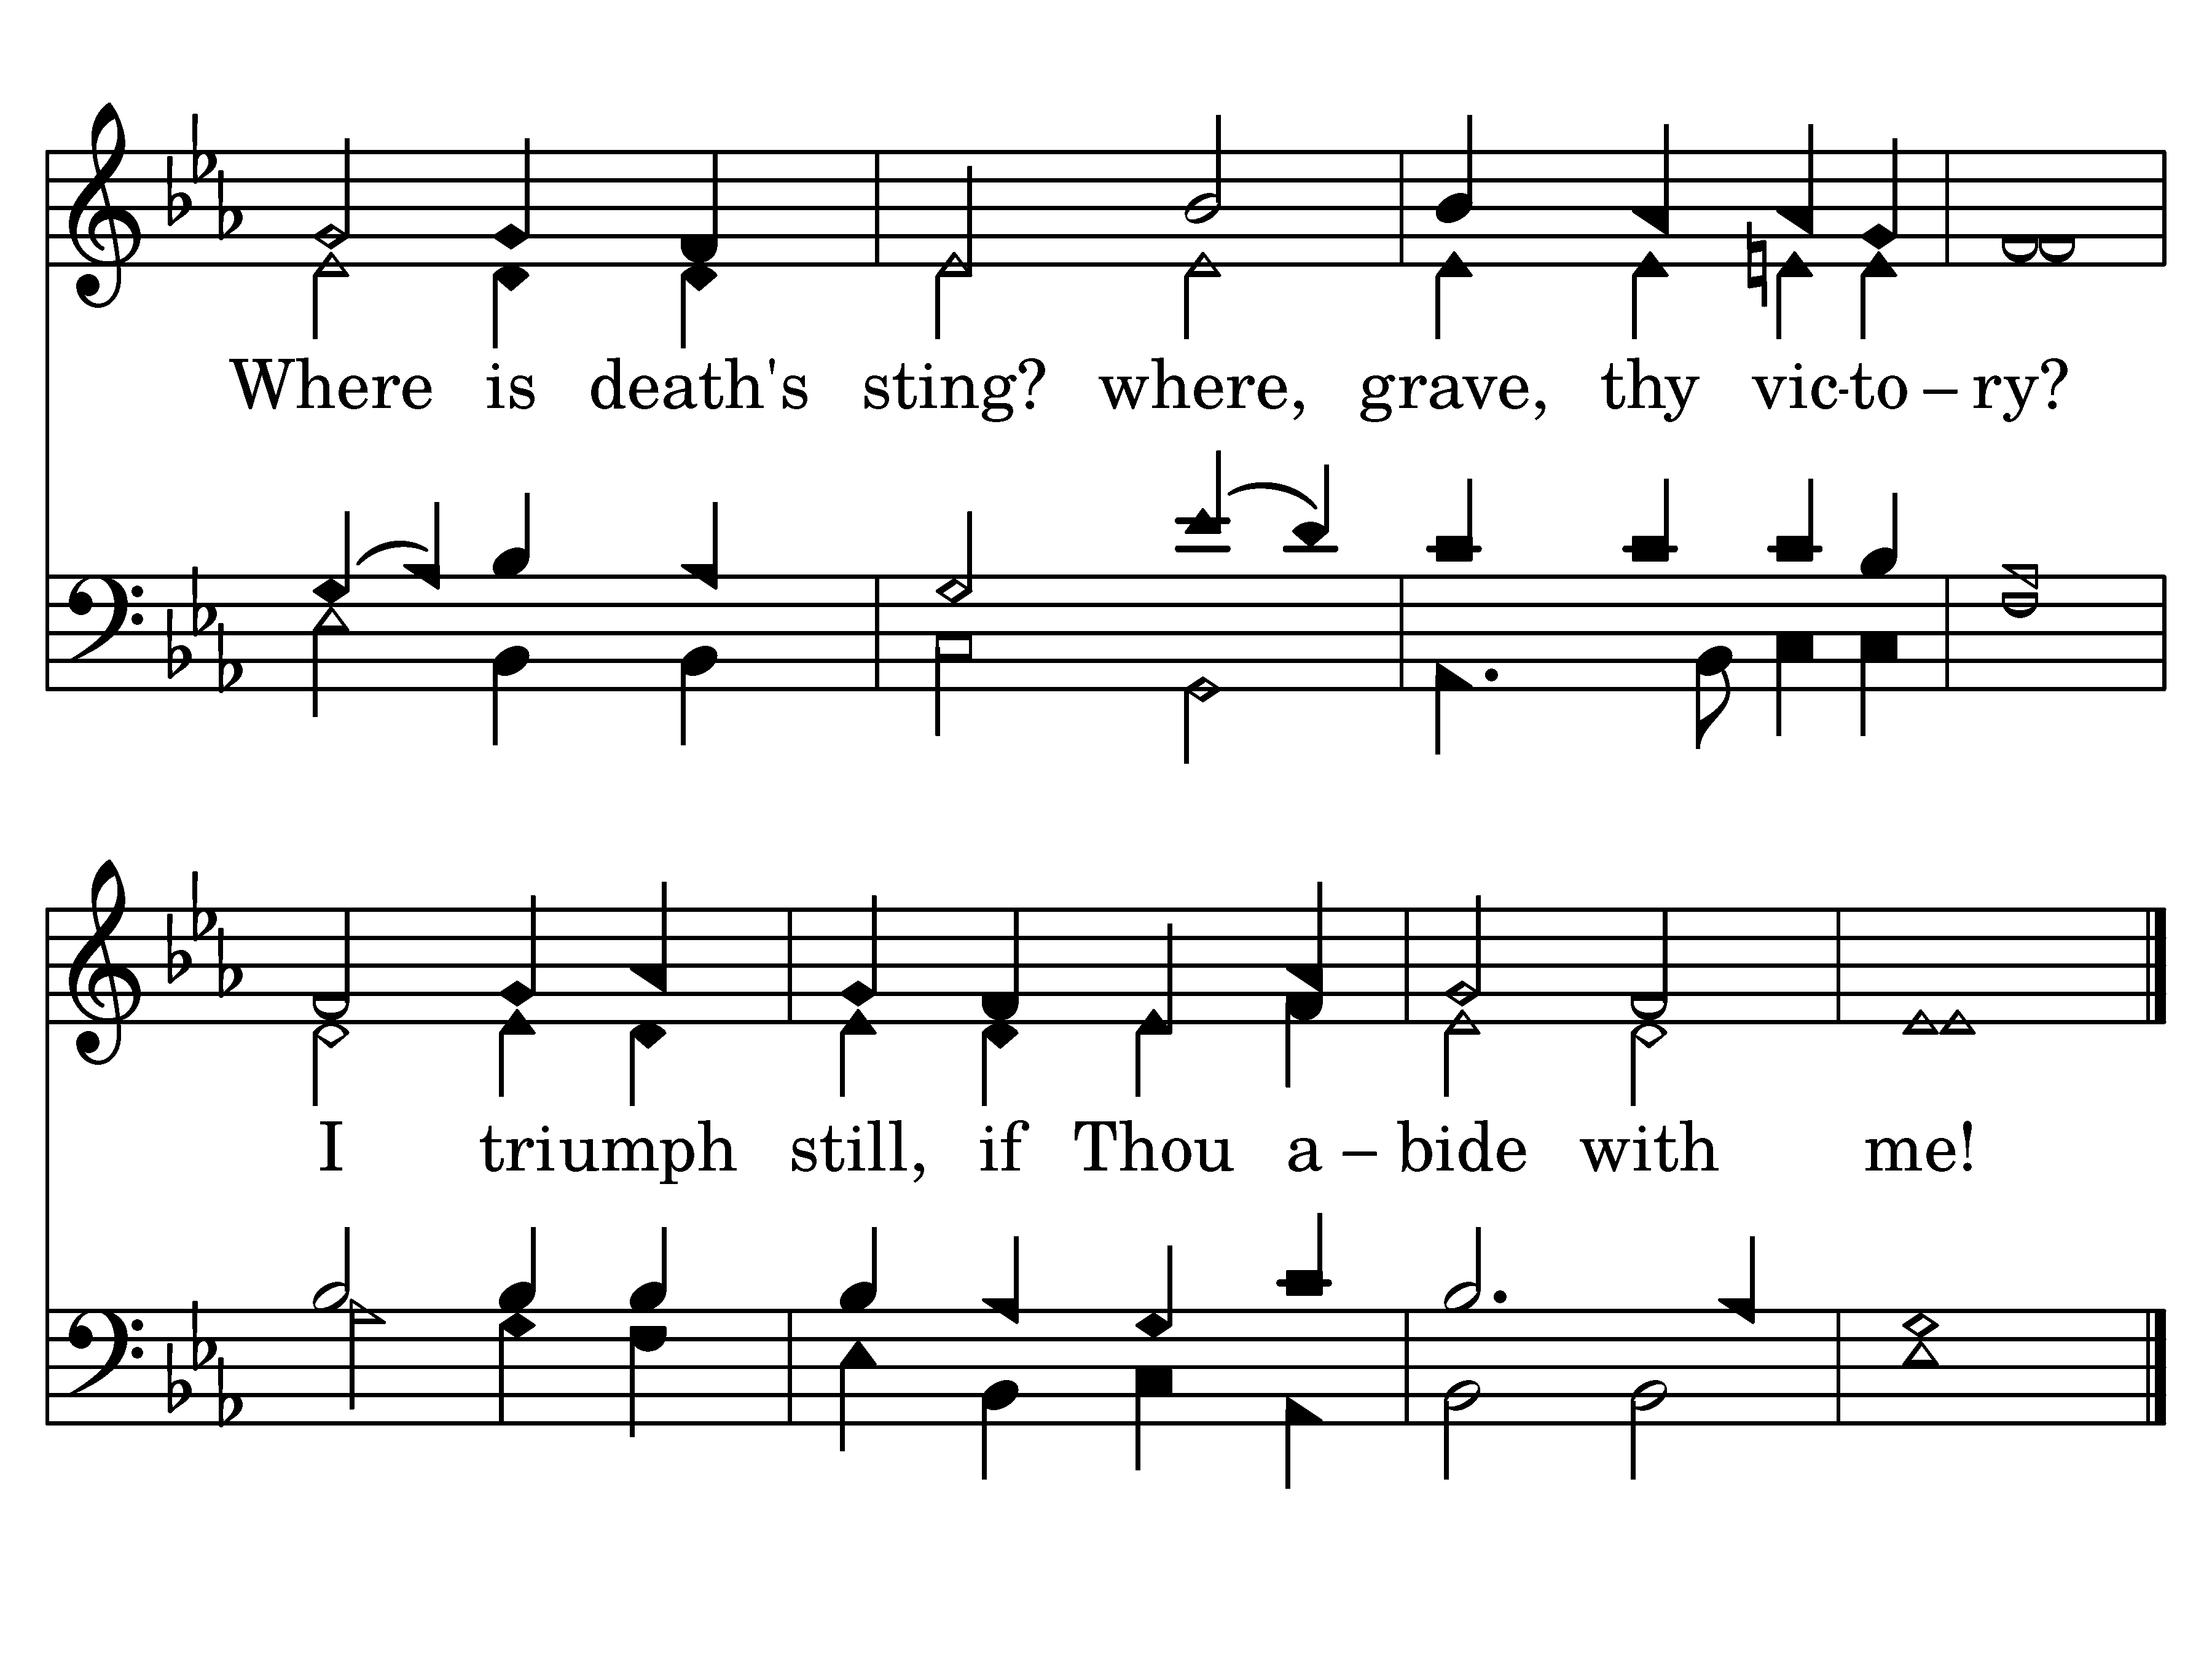 Where is death's sting? where, grave, thy vic-to – ry?
I triumph still, if Thou a – bide with me!